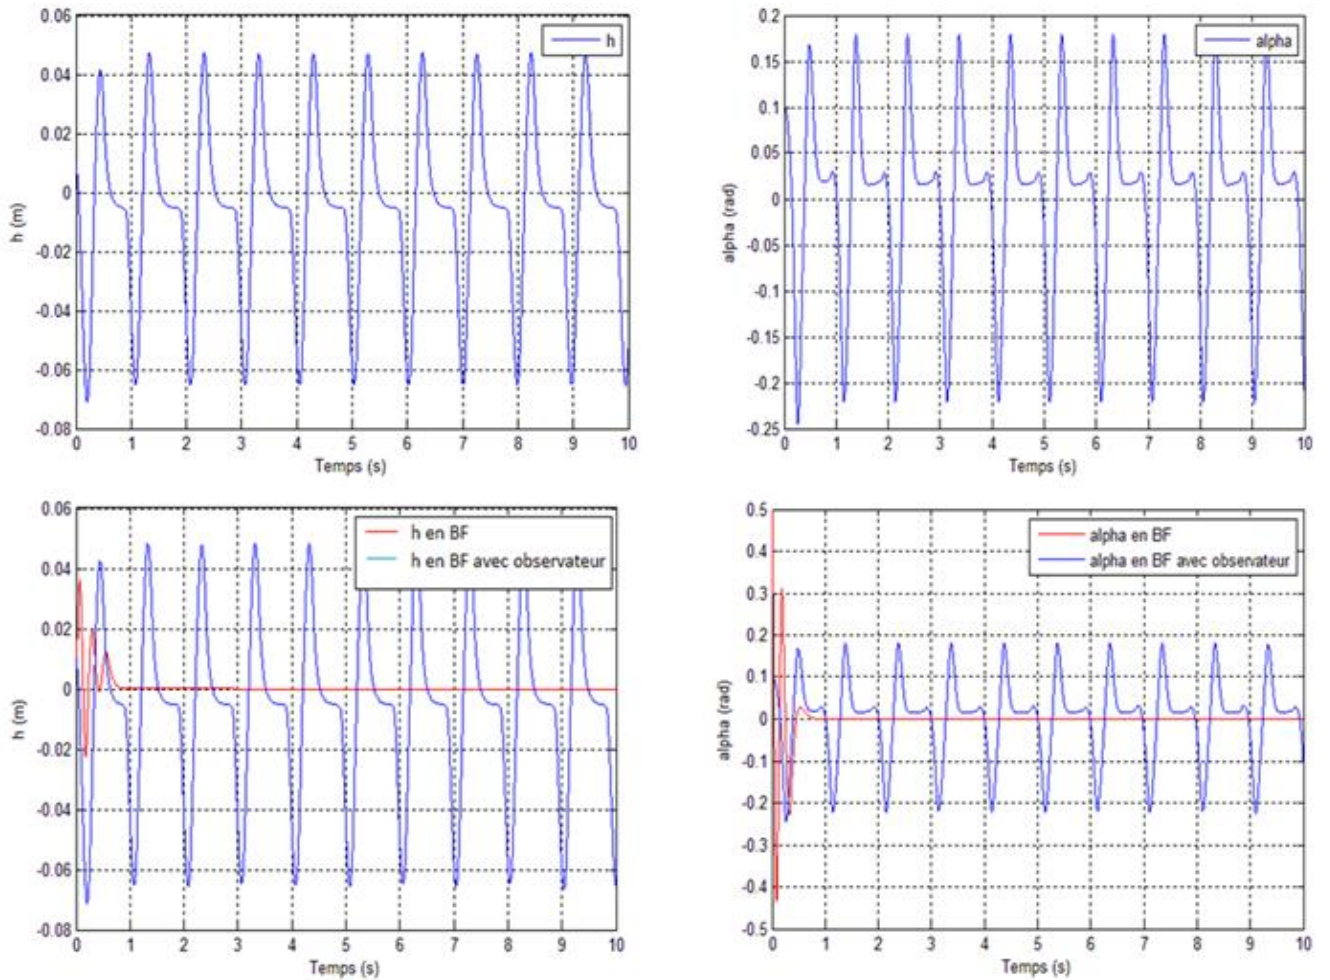 0.06
0.04
0.02
0
-0.02
-0.04
-0.06
-0.08
h (m)
h
0 1 2 3 4 5 6 7 8 9 10
Temps (s)
0.2
0.15
0.1
0.05
0
-0.05
-0.1
-0.15
-0.2
-0.25
alpha (rad)
alpha
0 1 2 3 4 5 6 7 8 9 10
Temps (s)
0.06
0.04
0.02
0
-0.02
-0.04
-0.06
-0.08
h (m)
h en BF
h en BF avec observateur
0 1 2 3 4 5 6 7 8 9 10
Temps (s)
0.5
0.4
0.3
0.2
0.1
0
-0.1
-0.2
-0.3
-0.4
-0.5
alpha (rad)
alpha en BF
alpha en BF avec observateur
0 1 2 3 4 5 6 7 8 9 10
Temps (s)